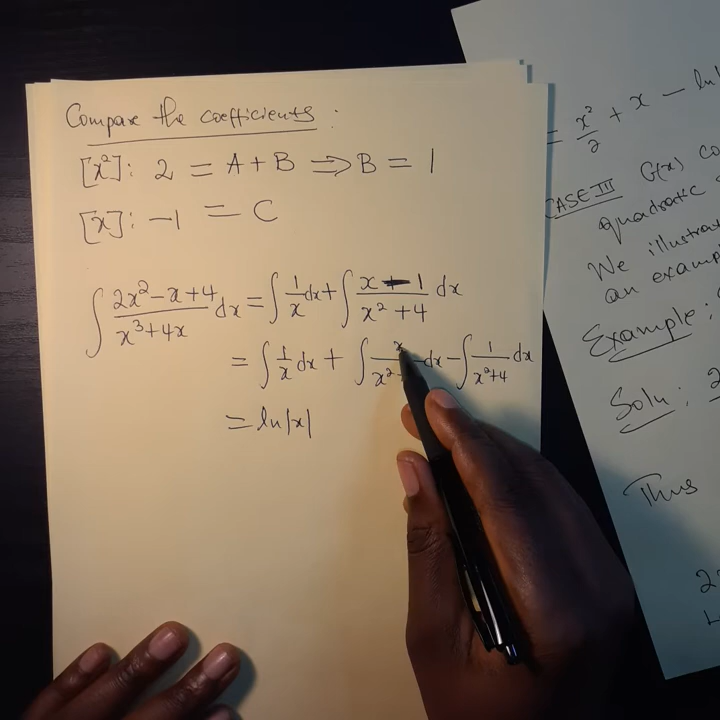 Compare the coefficients :
[x²]: 2 = A + B ⟹ B = 1
[x]: −1 = C
∫ (2x² − x + 4)/(x³ + 4x) dx = ∫ 1/x dx + ∫ (x − 1)/(x² + 4) dx
= ∫ 1/x dx + ∫ x/x² dx − ∫ 1/(x² + 4) dx
= ln|x|
= x²/2 + x − ln
CASE III G(x) co
quadratic
We illustra
an exampl
Example :
Soln :
Thus
2